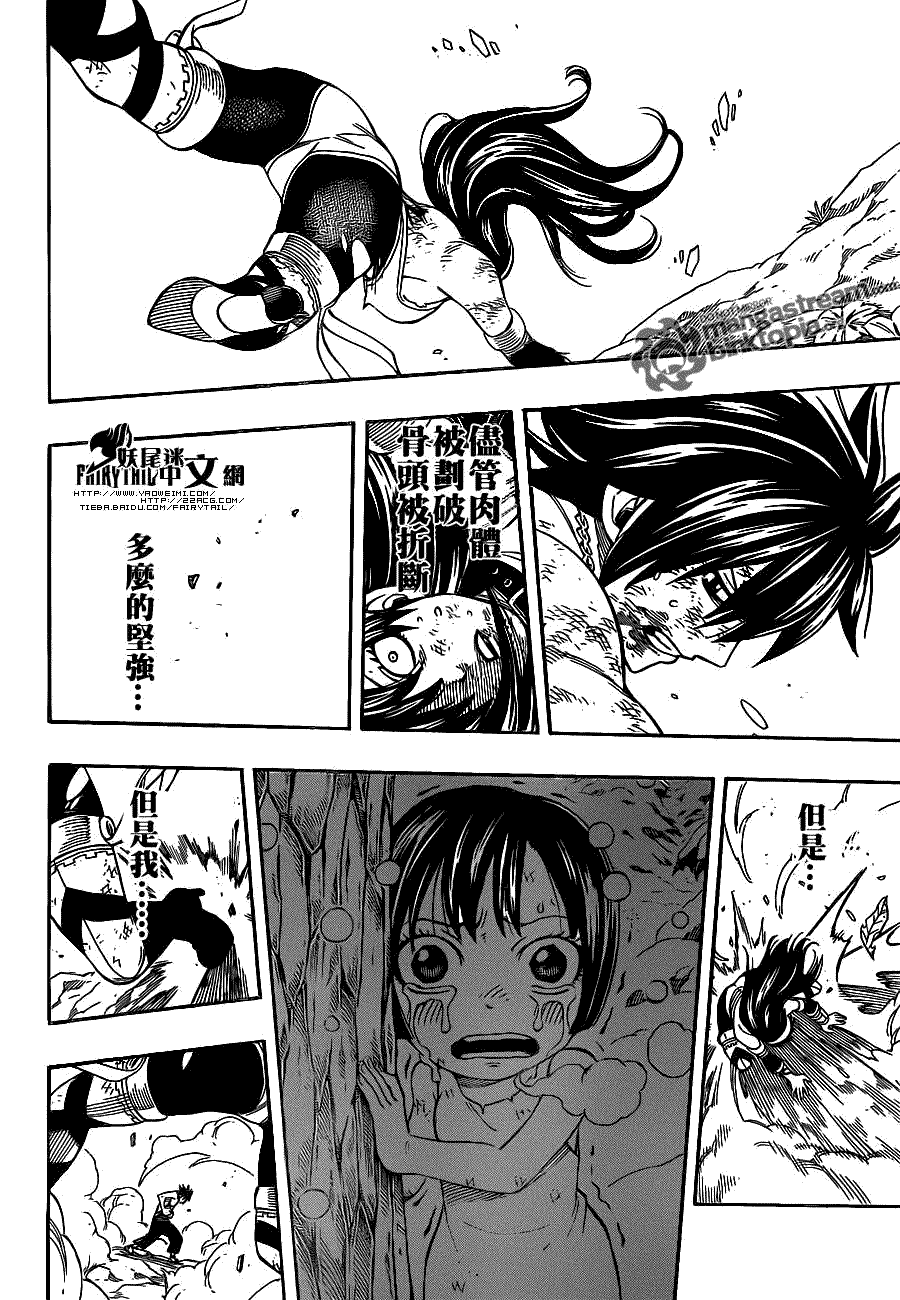 mangastream
binktopia
儘管肉體
被劃破
骨頭被折斷
妖尾迷
中文網
FAIRYTAIL
HTTP://WWW.YAOWEIMI.COM/
HTTP://22ACG.COM/
TIEBA.BAIDU.COM/FAIRYTAIL/
多麼的堅強…
但是…
但是我……